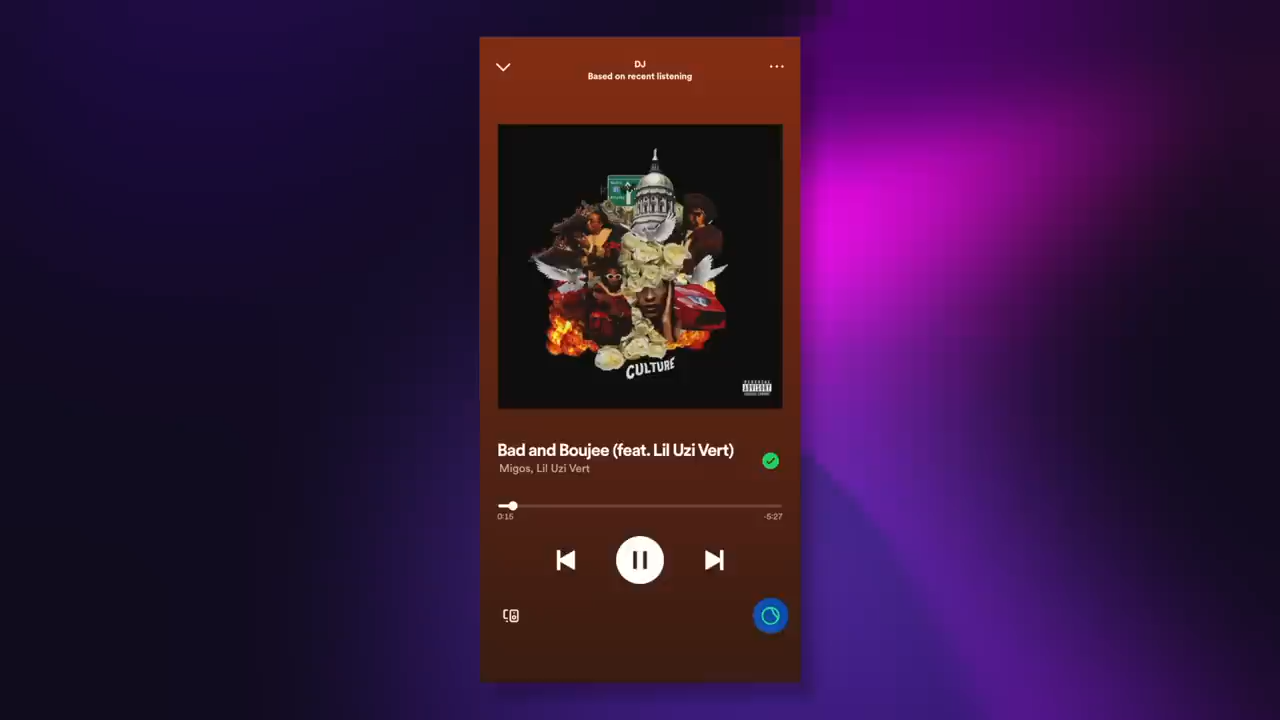 DJ
Based on recent listening
CULTURE
ADVISORY
Bad and Boujee (feat. Lil Uzi Vert)
Migos, Lil Uzi Vert
0:15
-5:27